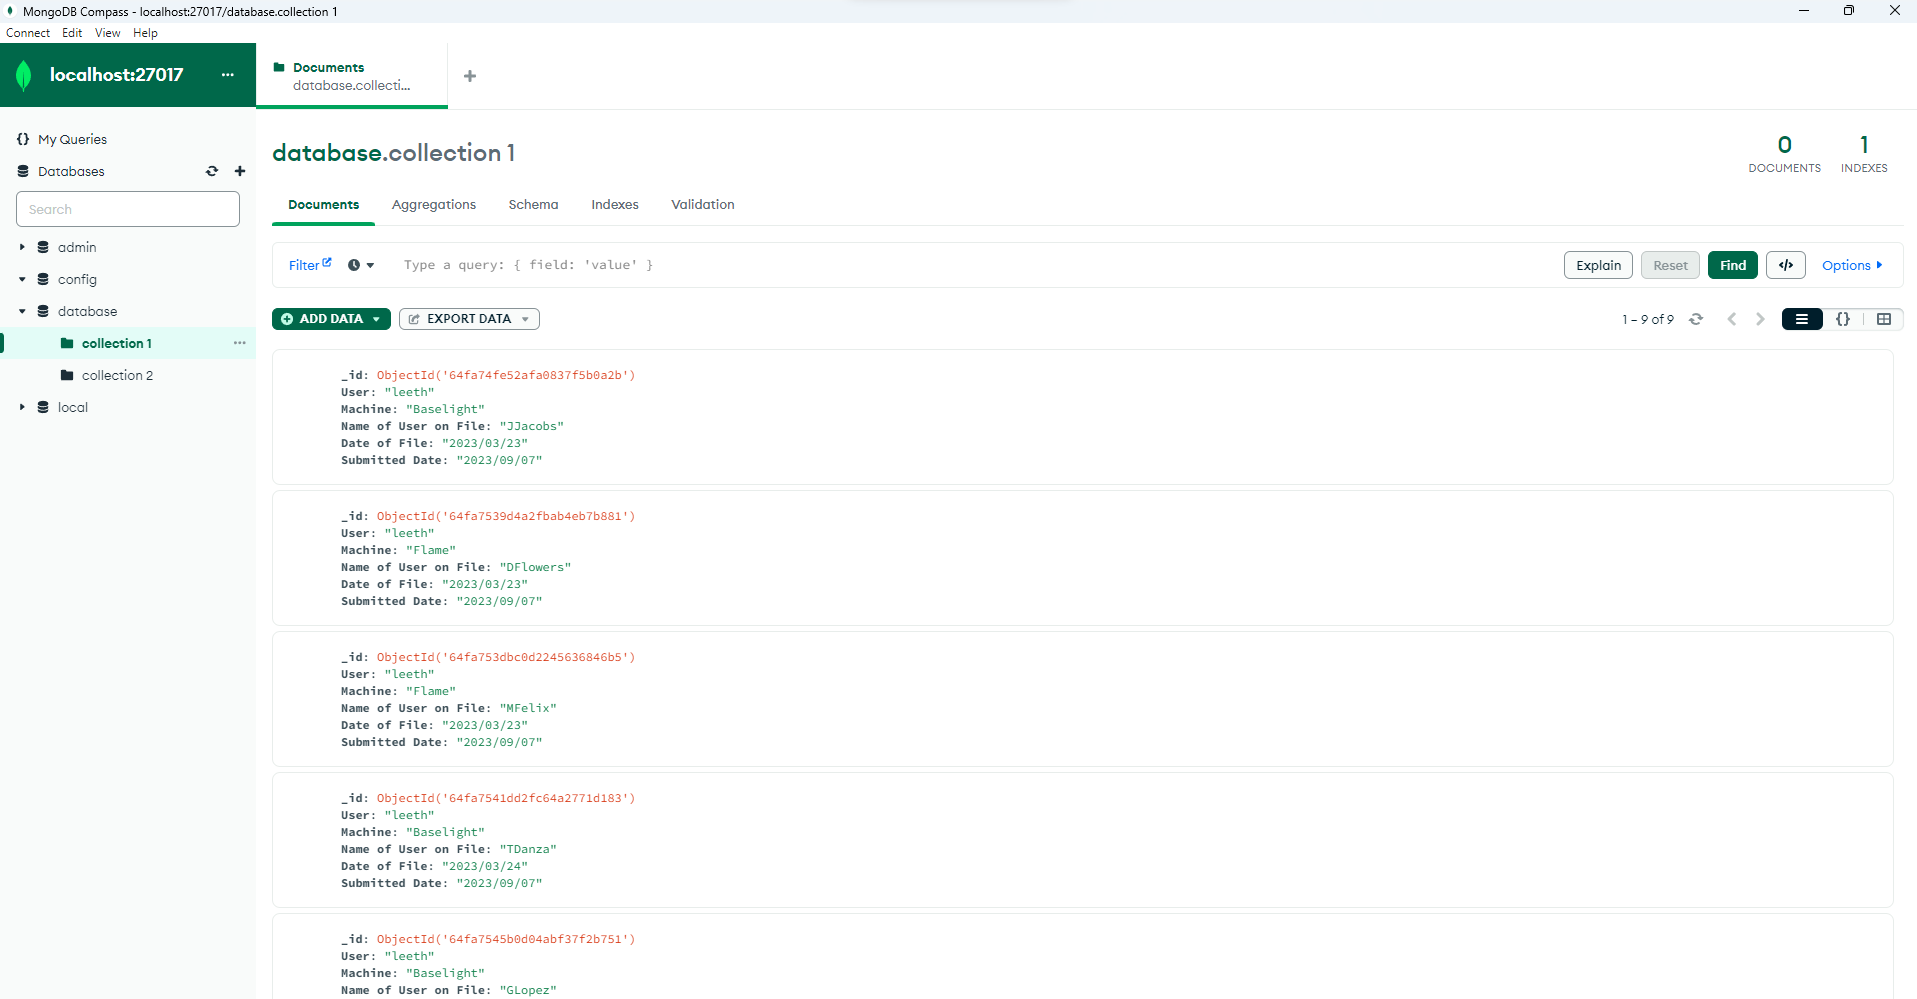 MongoDB Compass - localhost:27017/database.collection 1
Connect Edit View Help
localhost:27017 ...
Documents
database.collecti...
My Queries
Databases
Search
admin
config
database
collection 1
collection 2
local
database.collection 1
0
DOCUMENTS
1
INDEXES
Documents Aggregations Schema Indexes Validation
Filter Type a query: { field: 'value' } Explain Reset Find </> Options
ADD DATA EXPORT DATA 1 – 9 of 9 {}
_id: ObjectId('64fa74fe52afa0837f5b0a2b')
User: "leeth"
Machine: "Baselight"
Name of User on File: "JJacobs"
Date of File: "2023/03/23"
Submitted Date: "2023/09/07"
_id: ObjectId('64fa7539d4a2fbab4eb7b881')
User: "leeth"
Machine: "Flame"
Name of User on File: "DFlowers"
Date of File: "2023/03/23"
Submitted Date: "2023/09/07"
_id: ObjectId('64fa753dbc0d2245636846b5')
User: "leeth"
Machine: "Flame"
Name of User on File: "MFelix"
Date of File: "2023/03/23"
Submitted Date: "2023/09/07"
_id: ObjectId('64fa7541dd2fc64a2771d183')
User: "leeth"
Machine: "Baselight"
Name of User on File: "TDanza"
Date of File: "2023/03/24"
Submitted Date: "2023/09/07"
_id: ObjectId('64fa7545b0d04abf37f2b751')
User: "leeth"
Machine: "Baselight"
Name of User on File: "GLopez"